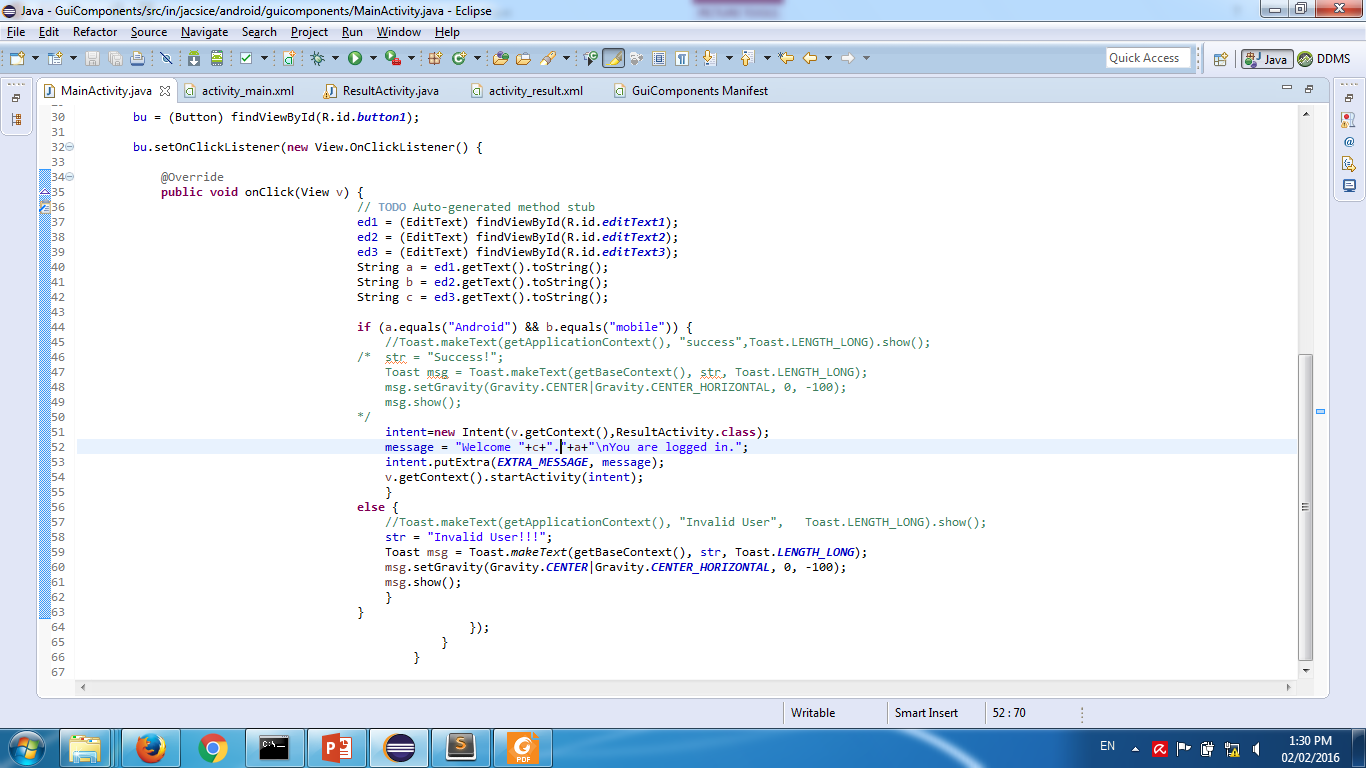 Java - GuiComponents/src/in/jacsice/android/guicomponents/MainActivity.java - Eclipse
File Edit Refactor Source Navigate Search Project Run Window Help
Quick Access Java DDMS
MainActivity.java activity_main.xml ResultActivity.java activity_result.xml GuiComponents Manifest
30 bu = (Button) findViewById(R.id.button1);
31
32 bu.setOnClickListener(new View.OnClickListener() {
33
34 @Override
35 public void onClick(View v) {
36 // TODO Auto-generated method stub
37 ed1 = (EditText) findViewById(R.id.editText1);
38 ed2 = (EditText) findViewById(R.id.editText2);
39 ed3 = (EditText) findViewById(R.id.editText3);
40 String a = ed1.getText().toString();
41 String b = ed2.getText().toString();
42 String c = ed3.getText().toString();
43
44 if (a.equals("Android") && b.equals("mobile")) {
45 //Toast.makeText(getApplicationContext(), "success",Toast.LENGTH_LONG).show();
46 /* str = "Success!";
47 Toast msg = Toast.makeText(getBaseContext(), str, Toast.LENGTH_LONG);
48 msg.setGravity(Gravity.CENTER|Gravity.CENTER_HORIZONTAL, 0, -100);
49 msg.show();
50 */
51 intent=new Intent(v.getContext(),ResultActivity.class);
52 message = "Welcome "+c+"."+a+"\nYou are logged in.";
53 intent.putExtra(EXTRA_MESSAGE, message);
54 v.getContext().startActivity(intent);
55 }
56 else {
57 //Toast.makeText(getApplicationContext(), "Invalid User", Toast.LENGTH_LONG).show();
58 str = "Invalid User!!!";
59 Toast msg = Toast.makeText(getBaseContext(), str, Toast.LENGTH_LONG);
60 msg.setGravity(Gravity.CENTER|Gravity.CENTER_HORIZONTAL, 0, -100);
61 msg.show();
62 }
63 }
64 });
65 }
66 }
67
Writable Smart Insert 52 : 70
EN 1:30 PM
02/02/2016